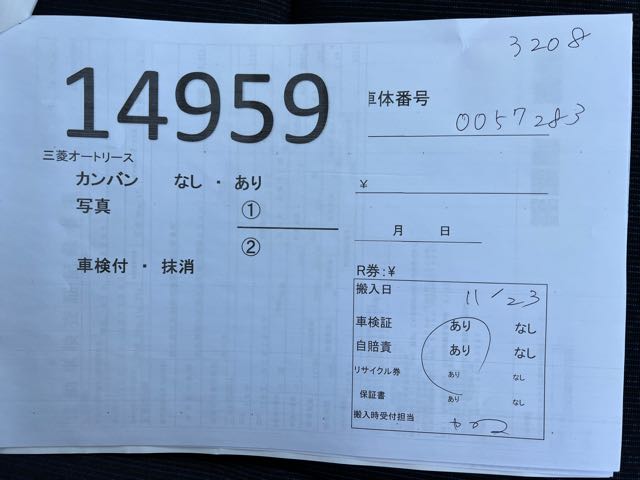 3208
14959
車体番号
0057283
三菱オートリース
カンバン なし ・ あり
写真 ①
②
車検付 ・ 抹消
¥
月 日
R券:¥
搬入日 11/23
車検証 あり なし
自賠責 あり なし
リサイクル券 あり なし
保証書 あり なし
搬入時受付担当